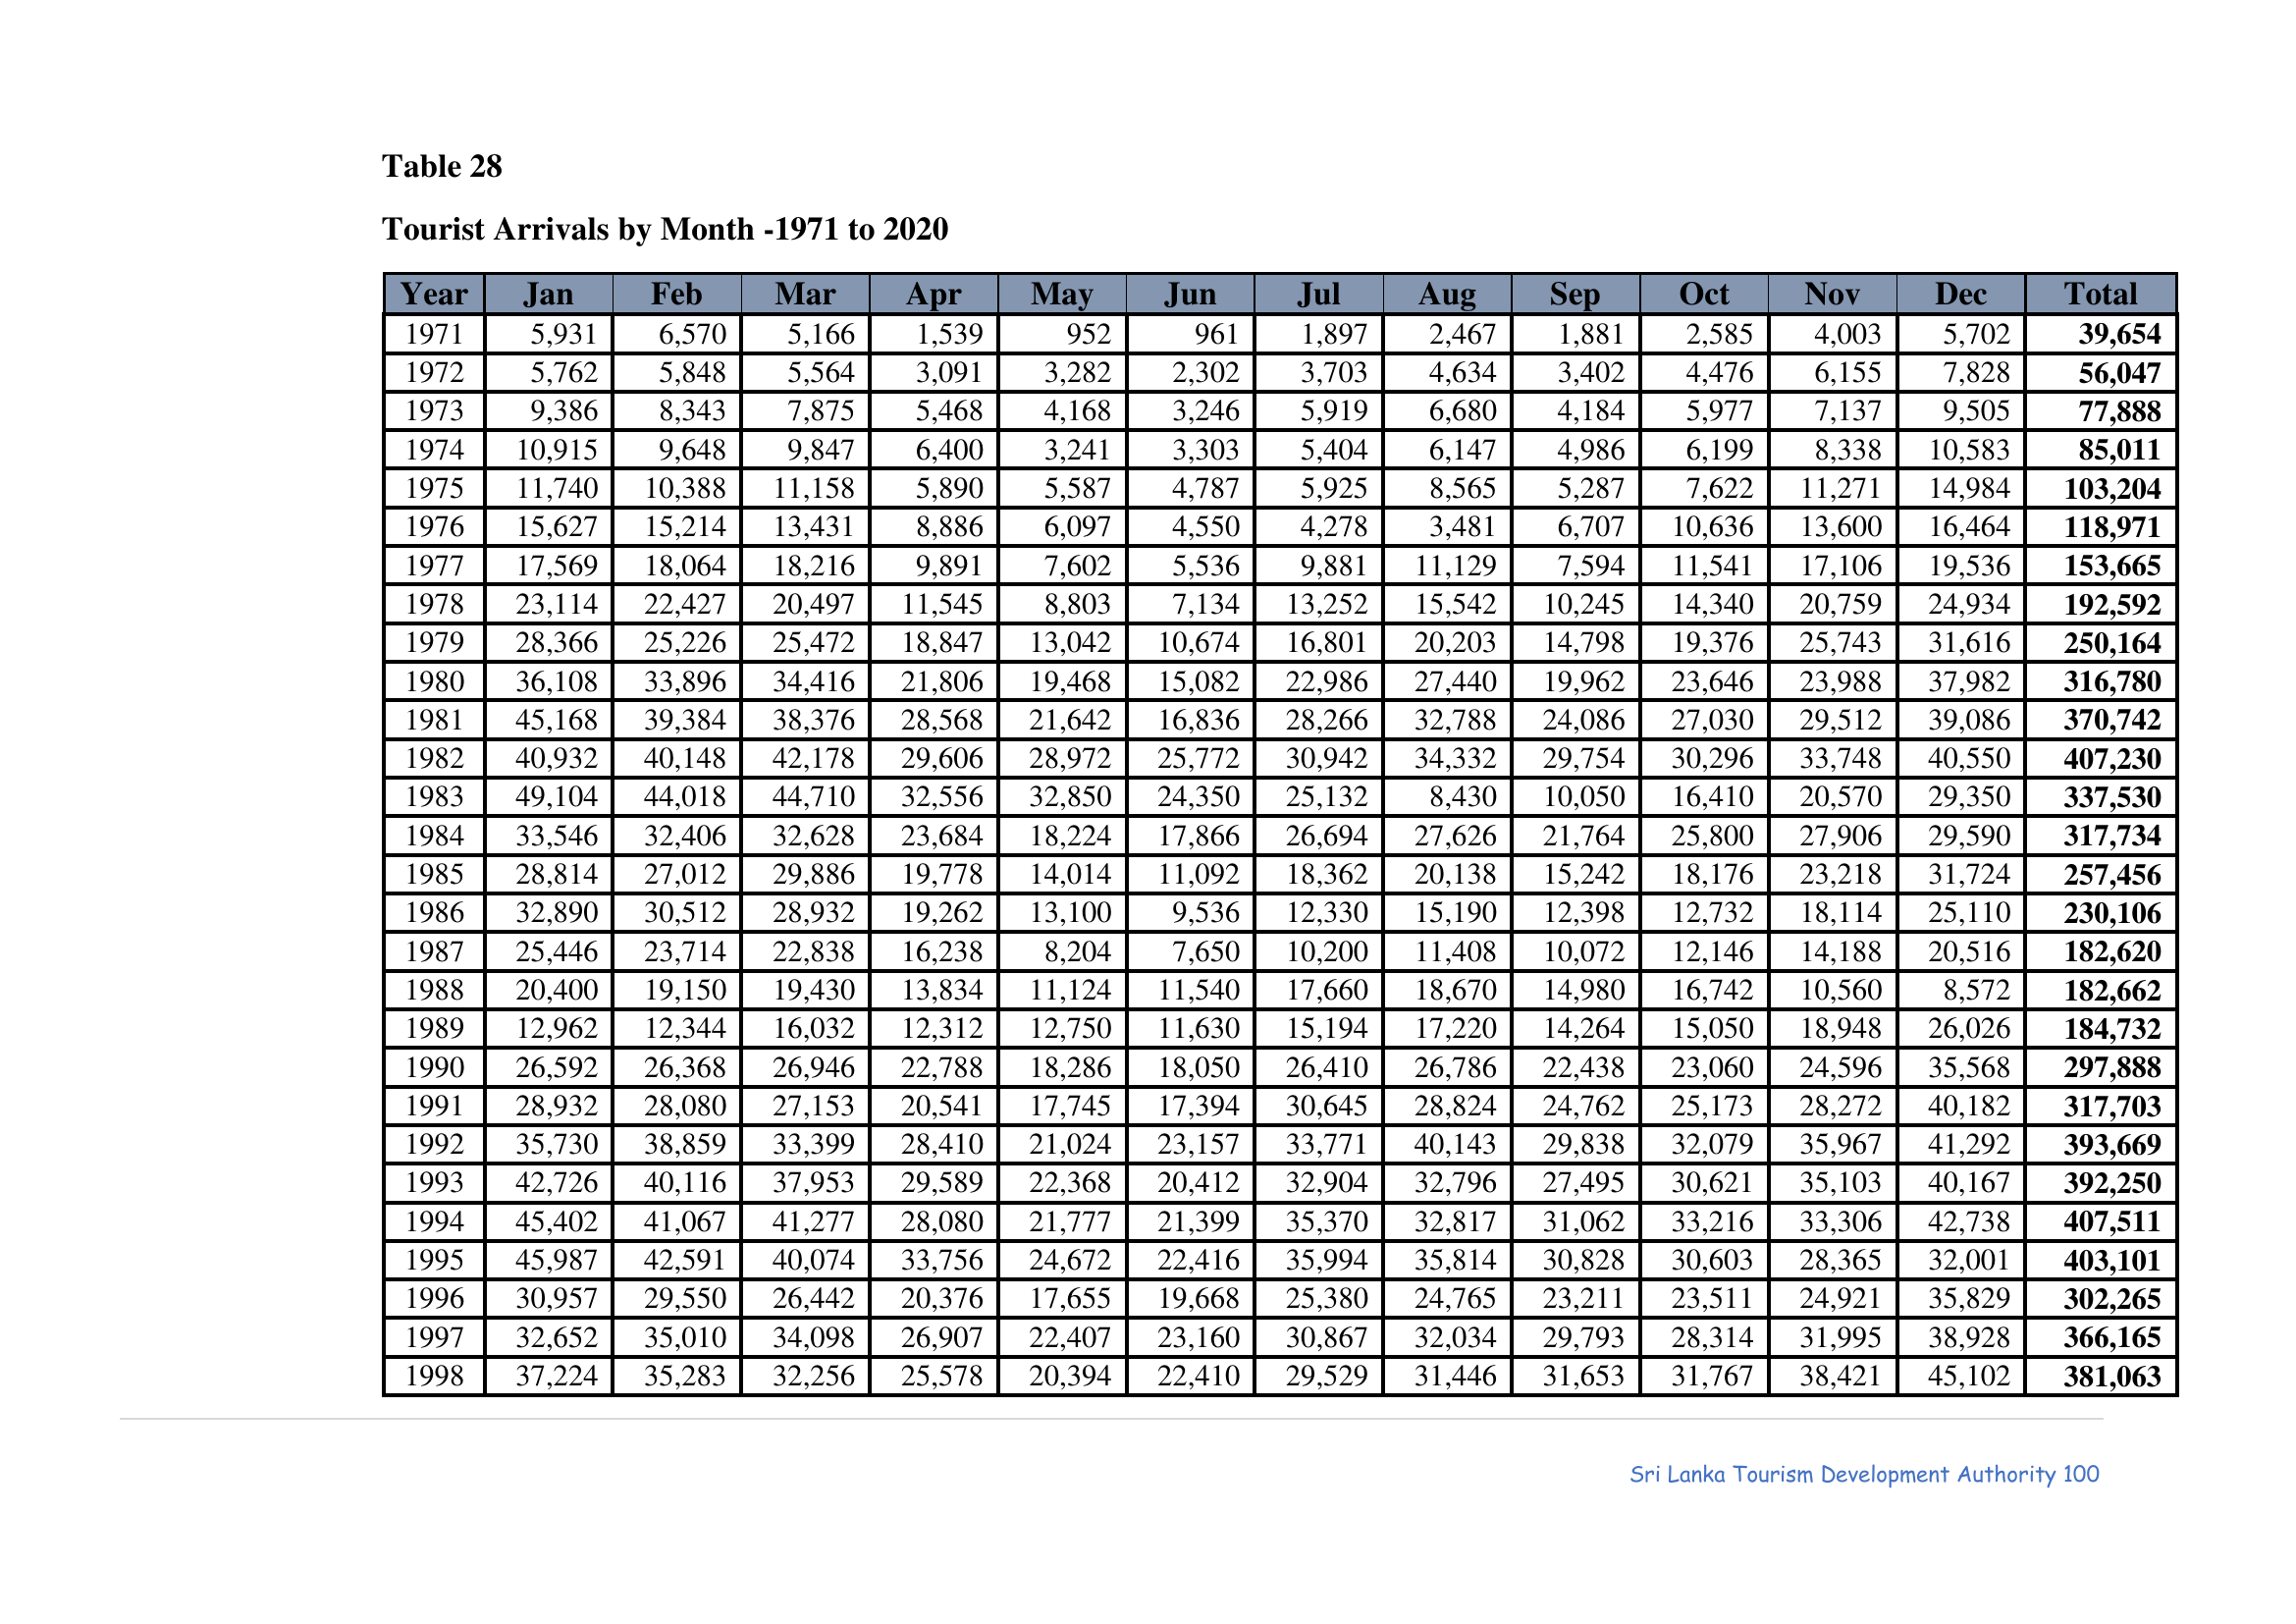 Table 28
Tourist Arrivals by Month -1971 to 2020
Year Jan Feb Mar Apr May Jun Jul Aug Sep Oct Nov Dec Total
1971 5,931 6,570 5,166 1,539 952 961 1,897 2,467 1,881 2,585 4,003 5,702 39,654
1972 5,762 5,848 5,564 3,091 3,282 2,302 3,703 4,634 3,402 4,476 6,155 7,828 56,047
1973 9,386 8,343 7,875 5,468 4,168 3,246 5,919 6,680 4,184 5,977 7,137 9,505 77,888
1974 10,915 9,648 9,847 6,400 3,241 3,303 5,404 6,147 4,986 6,199 8,338 10,583 85,011
1975 11,740 10,388 11,158 5,890 5,587 4,787 5,925 8,565 5,287 7,622 11,271 14,984 103,204
1976 15,627 15,214 13,431 8,886 6,097 4,550 4,278 3,481 6,707 10,636 13,600 16,464 118,971
1977 17,569 18,064 18,216 9,891 7,602 5,536 9,881 11,129 7,594 11,541 17,106 19,536 153,665
1978 23,114 22,427 20,497 11,545 8,803 7,134 13,252 15,542 10,245 14,340 20,759 24,934 192,592
1979 28,366 25,226 25,472 18,847 13,042 10,674 16,801 20,203 14,798 19,376 25,743 31,616 250,164
1980 36,108 33,896 34,416 21,806 19,468 15,082 22,986 27,440 19,962 23,646 23,988 37,982 316,780
1981 45,168 39,384 38,376 28,568 21,642 16,836 28,266 32,788 24,086 27,030 29,512 39,086 370,742
1982 40,932 40,148 42,178 29,606 28,972 25,772 30,942 34,332 29,754 30,296 33,748 40,550 407,230
1983 49,104 44,018 44,710 32,556 32,850 24,350 25,132 8,430 10,050 16,410 20,570 29,350 337,530
1984 33,546 32,406 32,628 23,684 18,224 17,866 26,694 27,626 21,764 25,800 27,906 29,590 317,734
1985 28,814 27,012 29,886 19,778 14,014 11,092 18,362 20,138 15,242 18,176 23,218 31,724 257,456
1986 32,890 30,512 28,932 19,262 13,100 9,536 12,330 15,190 12,398 12,732 18,114 25,110 230,106
1987 25,446 23,714 22,838 16,238 8,204 7,650 10,200 11,408 10,072 12,146 14,188 20,516 182,620
1988 20,400 19,150 19,430 13,834 11,124 11,540 17,660 18,670 14,980 16,742 10,560 8,572 182,662
1989 12,962 12,344 16,032 12,312 12,750 11,630 15,194 17,220 14,264 15,050 18,948 26,026 184,732
1990 26,592 26,368 26,946 22,788 18,286 18,050 26,410 26,786 22,438 23,060 24,596 35,568 297,888
1991 28,932 28,080 27,153 20,541 17,745 17,394 30,645 28,824 24,762 25,173 28,272 40,182 317,703
1992 35,730 38,859 33,399 28,410 21,024 23,157 33,771 40,143 29,838 32,079 35,967 41,292 393,669
1993 42,726 40,116 37,953 29,589 22,368 20,412 32,904 32,796 27,495 30,621 35,103 40,167 392,250
1994 45,402 41,067 41,277 28,080 21,777 21,399 35,370 32,817 31,062 33,216 33,306 42,738 407,511
1995 45,987 42,591 40,074 33,756 24,672 22,416 35,994 35,814 30,828 30,603 28,365 32,001 403,101
1996 30,957 29,550 26,442 20,376 17,655 19,668 25,380 24,765 23,211 23,511 24,921 35,829 302,265
1997 32,652 35,010 34,098 26,907 22,407 23,160 30,867 32,034 29,793 28,314 31,995 38,928 366,165
1998 37,224 35,283 32,256 25,578 20,394 22,410 29,529 31,446 31,653 31,767 38,421 45,102 381,063
Sri Lanka Tourism Development Authority 100